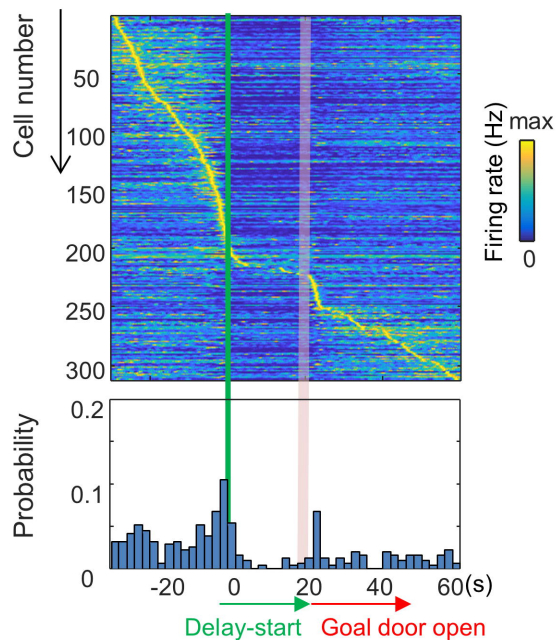 Cell number
50
100
150
200
250
300
Firing rate (Hz)
max
0
Probability
0.2
0.1
0
-20 0 20 40 60 (s)
Delay-start Goal door open